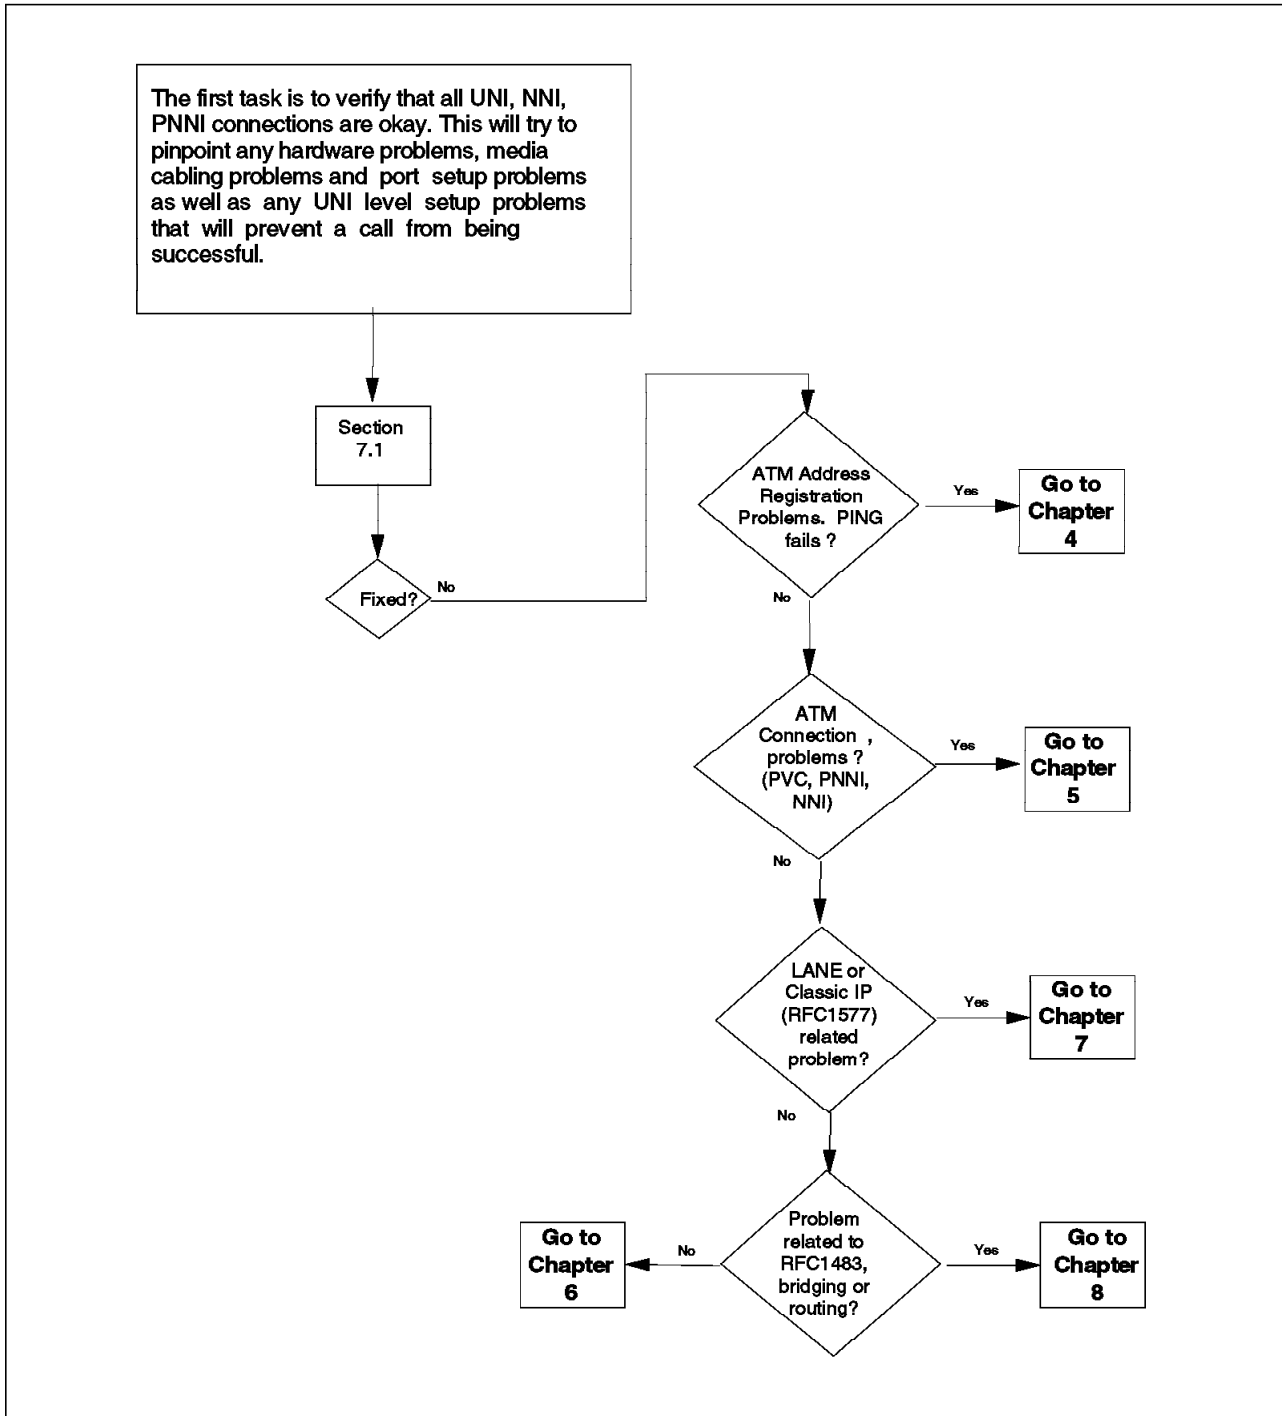 The first task is to verify that all UNI, NNI,
PNNI connections are okay. This will try to
pinpoint any hardware problems, media
cabling problems and port setup problems
as well as any UNI level setup problems
that will prevent a call from being
successful.
Section
7.1
Fixed?
No
ATM Address
Registration
Problems. PING
fails ?
Yes
Go to
Chapter
4
No
ATM
Connection ,
problems ?
(PVC, PNNI,
NNI)
Yes
Go to
Chapter
5
No
LANE or
Classic IP
(RFC1577)
related
problem?
Yes
Go to
Chapter
7
No
Problem
related to
RFC1483,
bridging or
routing?
No
Go to
Chapter
6
Yes
Go to
Chapter
8